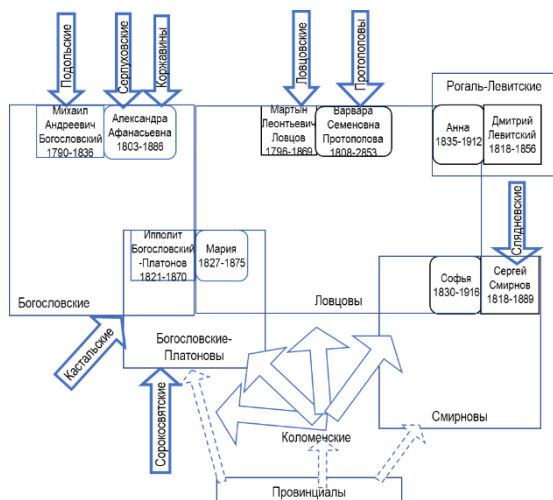 Подольские
Серпуховские
Коржавины
Ловцовские
Протопоповы
Рогаль-Левитские
Михаил
Андреевич
Богословский
1790-1836
Александра
Афанасьевна
1803-1886
Мартын
Леонтьевич
Ловцов
1796-1869
Варвара
Семеновна
Протопопова
1808-2853
Анна
1835-1912
Дмитрий
Левитский
1818-1856
Слядневские
Ипполит
Богословский
-Платонов
1821-1870
Мария
1827-1875
Софья
1830-1916
Сергей
Смирнов
1818-1889
Богословские
Ловцовы
Кастальские
Богословские-
Платоновы
Сорокосвятские
Коломенские
Смирновы
Провинциалы